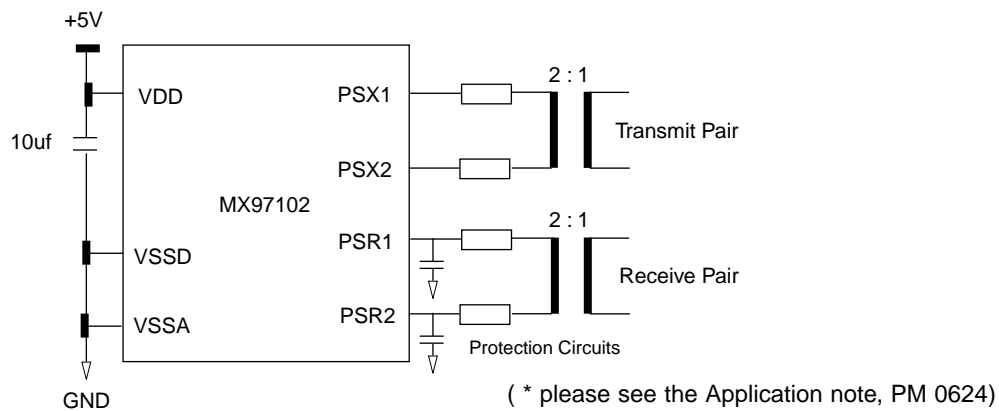 +5V
VDD
10uf
VSSD
VSSA
GND
MX97102
PSX1
PSX2
PSR1
PSR2
2 : 1
Transmit Pair
2 : 1
Receive Pair
Protection Circuits
( * please see the Application note, PM 0624)